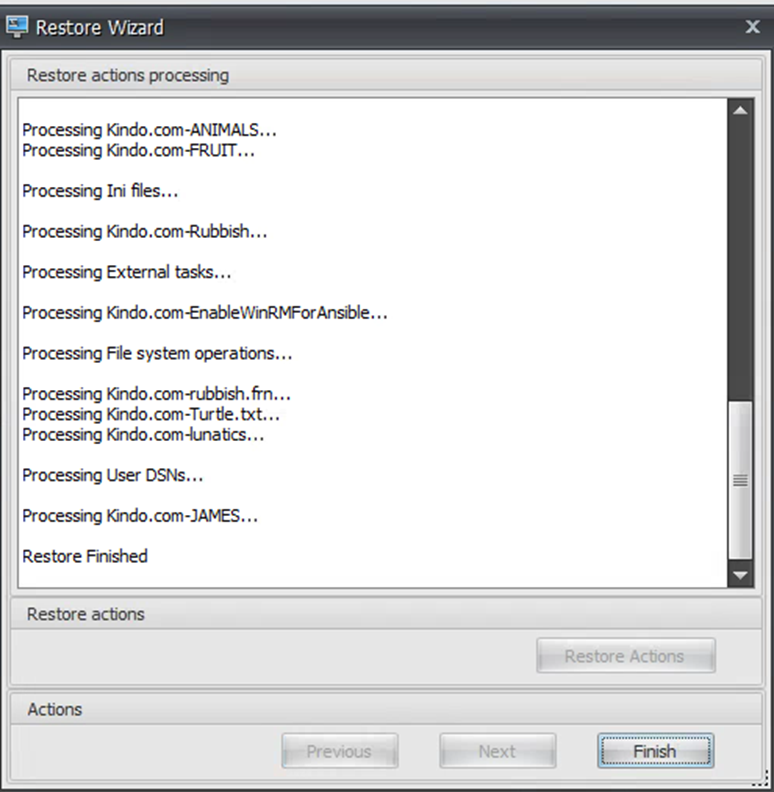 Restore Wizard
Restore actions processing
Processing Kindo.com-ANIMALS...
Processing Kindo.com-FRUIT...
Processing Ini files...
Processing Kindo.com-Rubbish...
Processing External tasks...
Processing Kindo.com-EnableWinRMForAnsible...
Processing File system operations...
Processing Kindo.com-rubbish.frn...
Processing Kindo.com-Turtle.txt...
Processing Kindo.com-lunatics...
Processing User DSNs...
Processing Kindo.com-JAMES...
Restore Finished
Restore actions
Restore Actions
Actions
Previous
Next
Finish